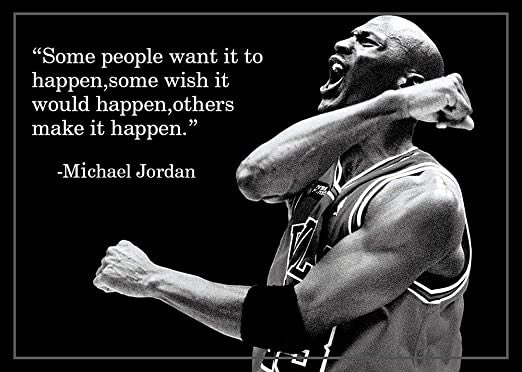 “Some people want it to
happen,some wish it
would happen,others
make it happen.”
-Michael Jordan